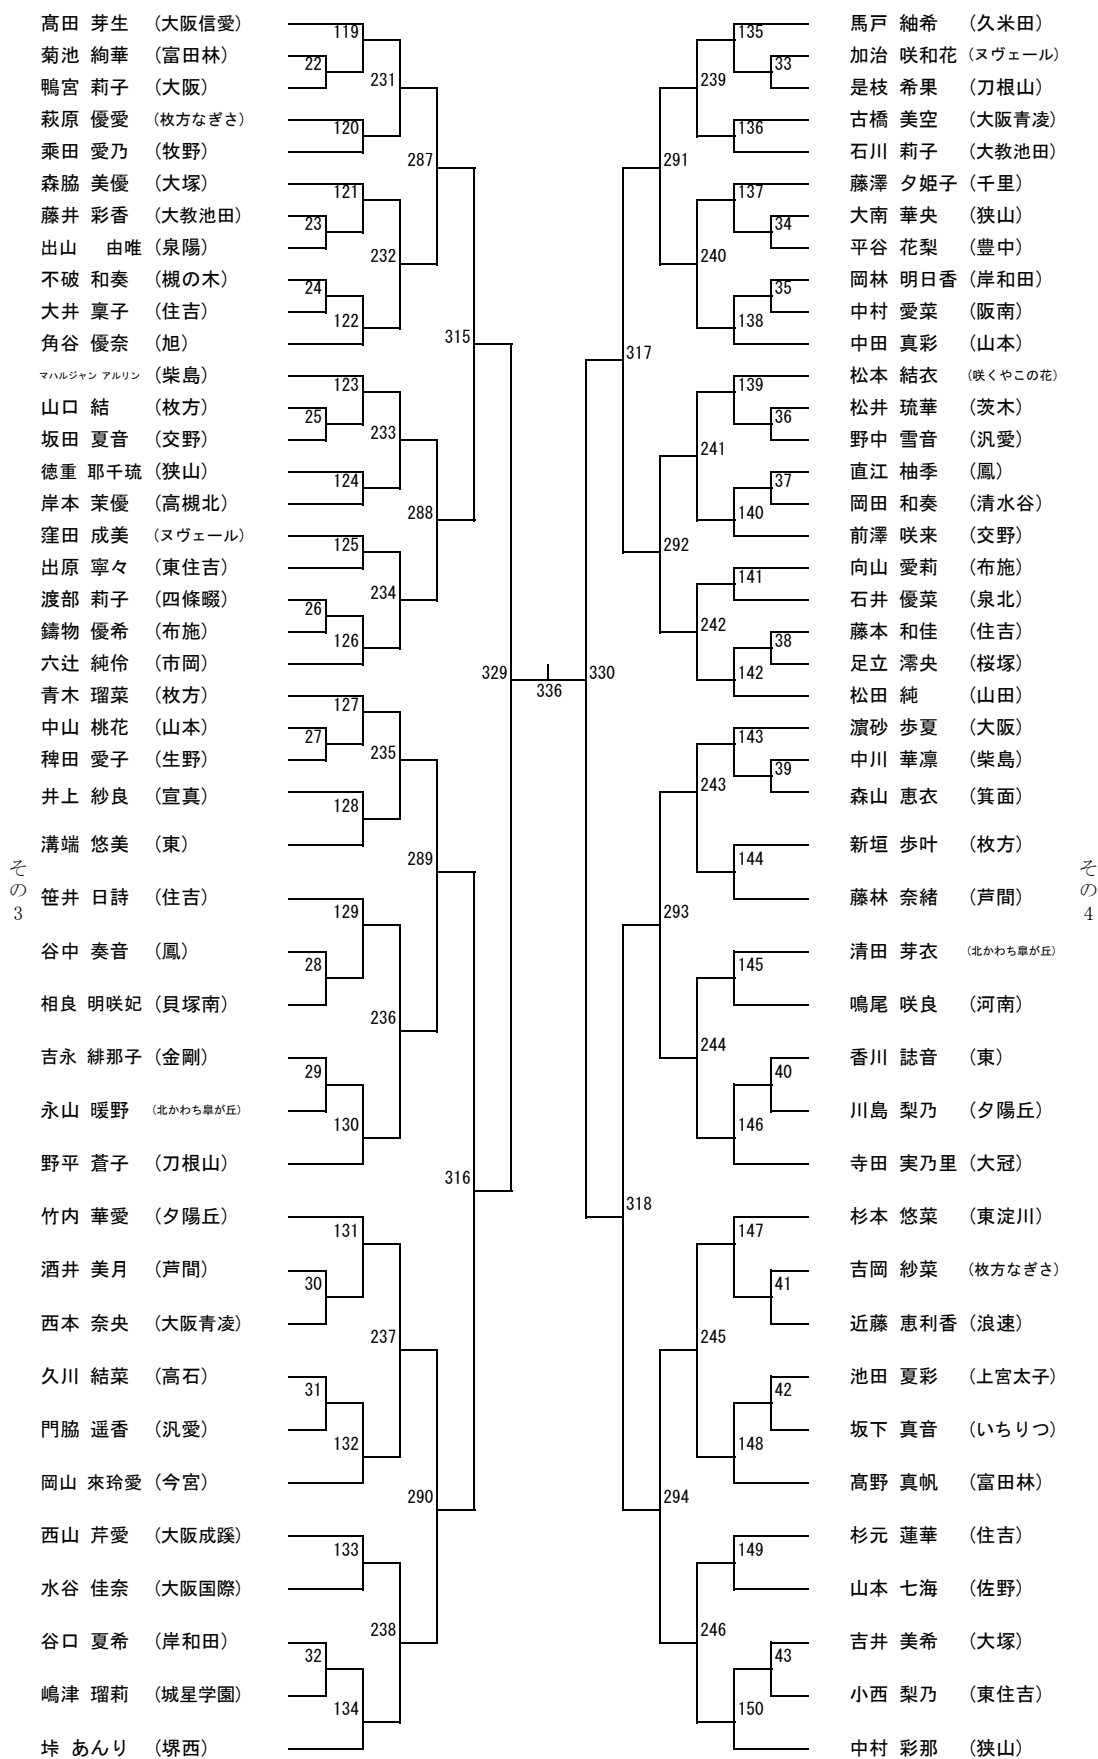 髙田 芽生 (大阪信愛)
菊池 絢華 (富田林)
鴨宮 莉子 (大阪)
萩原 優愛 (枚方なぎさ)
乘田 愛乃 (牧野)
森脇 美優 (大塚)
藤井 彩香 (大教池田)
出山 由唯 (泉陽)
不破 和奏 (槻の木)
大井 稟子 (住吉)
角谷 優奈 (旭)
マハルジャン アルリン (柴島)
山口 結 (枚方)
坂田 夏音 (交野)
徳重 耶千琉 (狭山)
岸本 茉優 (高槻北)
窪田 成美 (ヌヴェール)
出原 寧々 (東住吉)
渡部 莉子 (四條畷)
鑄物 優希 (布施)
六辻 純伶 (市岡)
青木 瑠菜 (枚方)
中山 桃花 (山本)
稗田 愛子 (生野)
井上 紗良 (宣真)
溝端 悠美 (東)
笹井 日詩 (住吉)
谷中 奏音 (鳳)
相良 明咲妃 (貝塚南)
吉永 緋那子 (金剛)
永山 暖野 (北かわち皐が丘)
野平 蒼子 (刀根山)
竹内 華愛 (夕陽丘)
酒井 美月 (芦間)
西本 奈央 (大阪青凌)
久川 結菜 (高石)
門脇 遥香 (汎愛)
岡山 來玲愛 (今宮)
西山 芹愛 (大阪成蹊)
水谷 佳奈 (大阪国際)
谷口 夏希 (岸和田)
嶋津 瑠莉 (城星学園)
垰 あんり (堺西)
その3
22
23
24
25
26
27
28
29
30
31
32
119
120
121
122
123
124
125
126
127
128
129
130
131
132
133
134
231
232
233
234
235
236
237
238
287
288
289
290
315
316
329
336
330
317
318
291
292
293
294
239
240
241
242
243
244
245
246
135
136
137
138
139
140
141
142
143
144
145
146
147
148
149
150
33
34
35
36
37
38
39
40
41
42
43
馬戸 紬希 (久米田)
加治 咲和花 (ヌヴェール)
是枝 希果 (刀根山)
古橋 美空 (大阪青凌)
石川 莉子 (大教池田)
藤澤 夕姫子 (千里)
大南 華央 (狭山)
平谷 花梨 (豊中)
岡林 明日香 (岸和田)
中村 愛菜 (阪南)
中田 真彩 (山本)
松本 結衣 (咲くやこの花)
松井 琉華 (茨木)
野中 雪音 (汎愛)
直江 柚季 (鳳)
岡田 和奏 (清水谷)
前澤 咲来 (交野)
向山 愛莉 (布施)
石井 優菜 (泉北)
藤本 和佳 (住吉)
足立 澪央 (桜塚)
松田 純 (山田)
濵砂 歩夏 (大阪)
中川 華凛 (柴島)
森山 恵衣 (箕面)
新垣 歩叶 (枚方)
藤林 奈緒 (芦間)
清田 芽衣 (北かわち皐が丘)
鳴尾 咲良 (河南)
香川 誌音 (東)
川島 梨乃 (夕陽丘)
寺田 実乃里 (大冠)
杉本 悠菜 (東淀川)
吉岡 紗菜 (枚方なぎさ)
近藤 恵利香 (浪速)
池田 夏彩 (上宮太子)
坂下 真音 (いちりつ)
髙野 真帆 (富田林)
杉元 蓮華 (住吉)
山本 七海 (佐野)
吉井 美希 (大塚)
小西 梨乃 (東住吉)
中村 彩那 (狭山)
その4